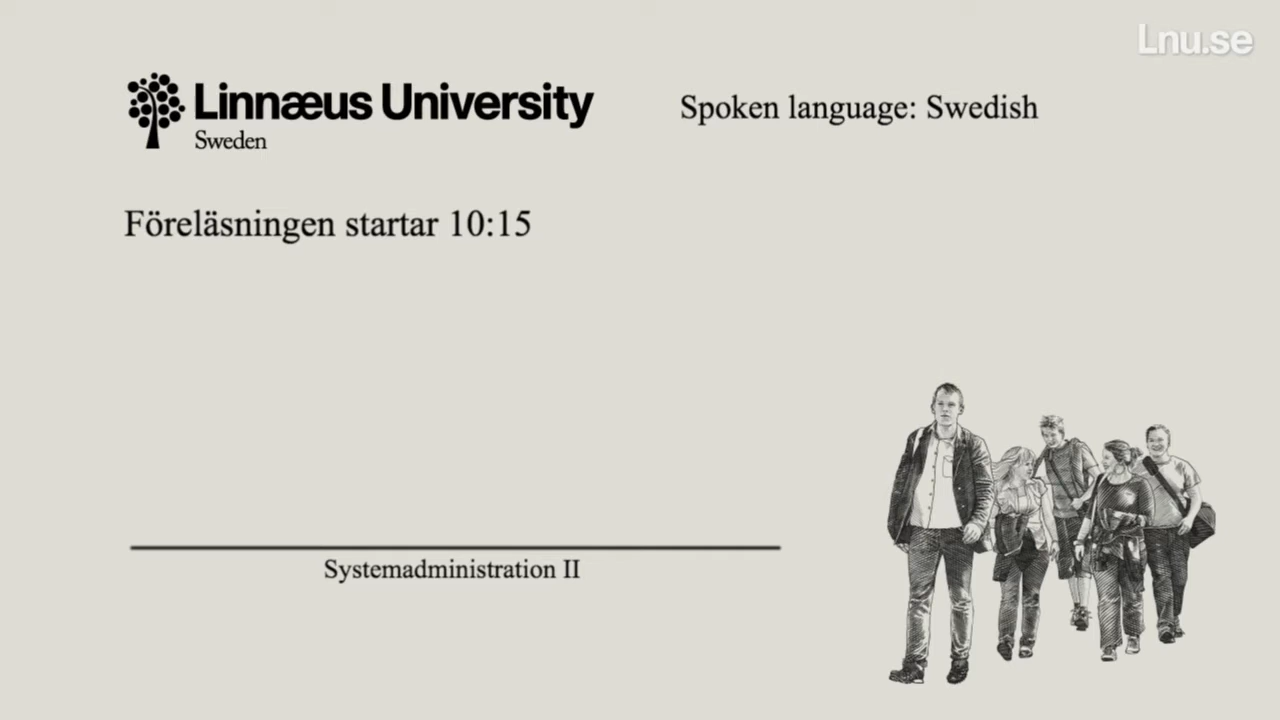 Lnu.se
Linnæus University
Sweden
Spoken language: Swedish
Föreläsningen startar 10:15
Systemadministration II